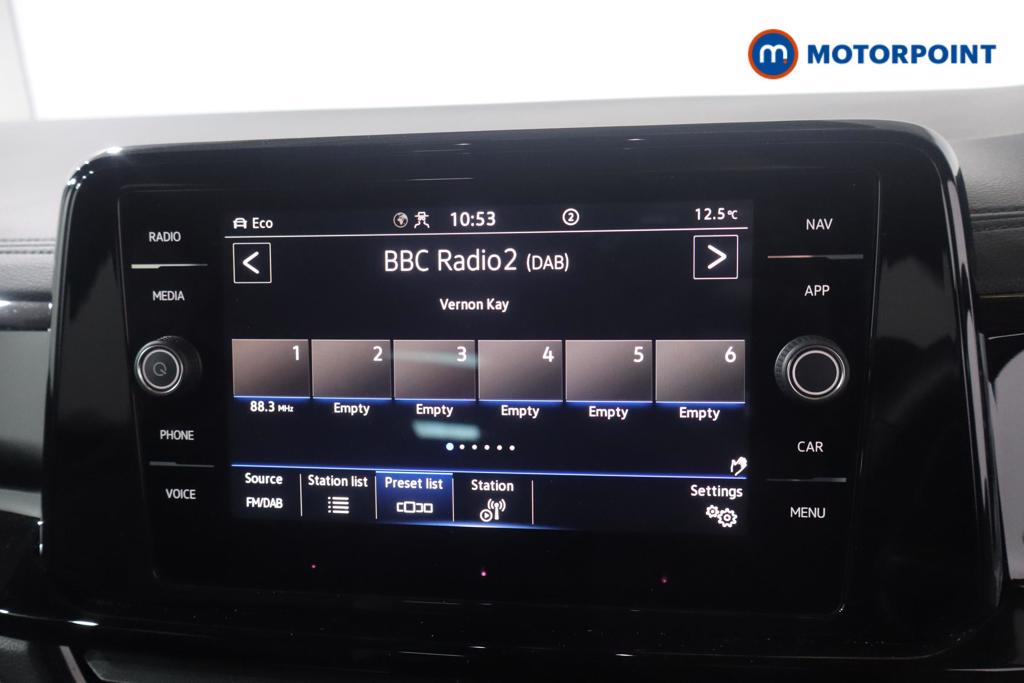 m MOTORPOINT
RADIO
MEDIA
PHONE
VOICE
Eco 10:53 2 12.5°C
< BBC Radio2 (DAB) >
Vernon Kay
1 2 3 4 5 6
88.3 MHz Empty Empty Empty Empty Empty
Source Station list Preset list Station Settings
FM/DAB
NAV
APP
CAR
MENU